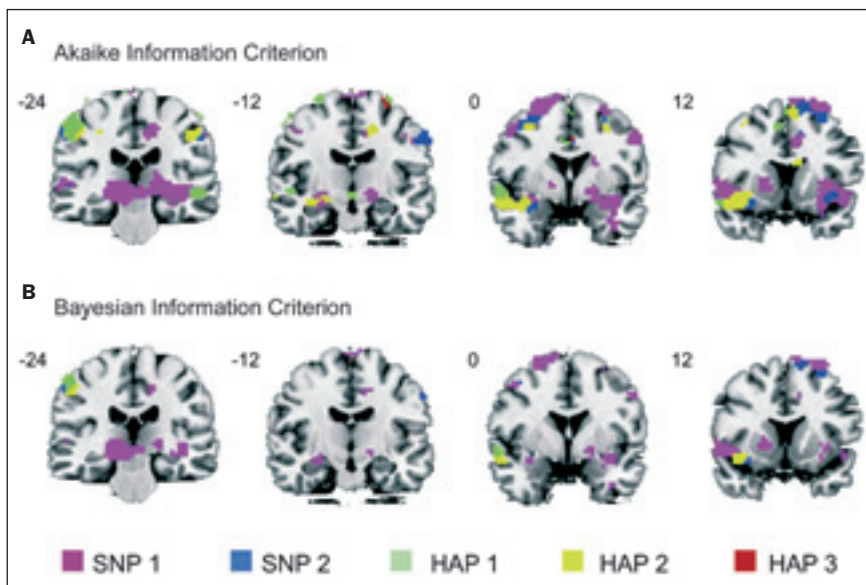 A
Akaike Information Criterion
-24 -12 0 12
B
Bayesian Information Criterion
-24 -12 0 12
SNP 1 SNP 2 HAP 1 HAP 2 HAP 3